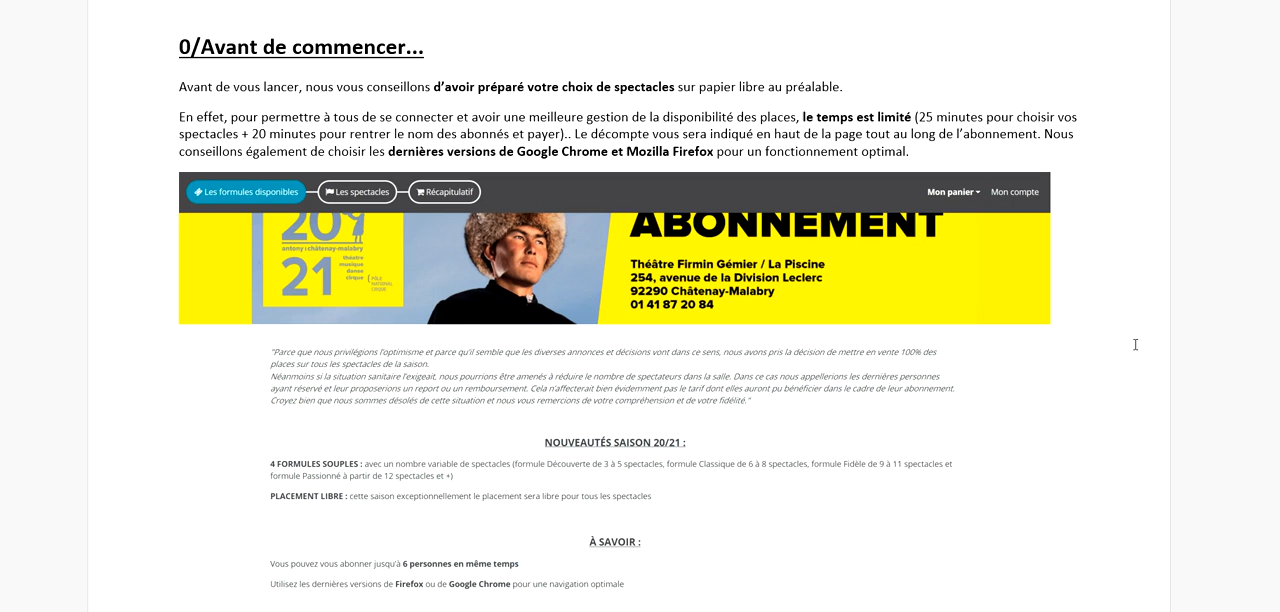 0/Avant de commencer...
Avant de vous lancer, nous vous conseillons d’avoir préparé votre choix de spectacles sur papier libre au préalable.
En effet, pour permettre à tous de se connecter et avoir une meilleure gestion de la disponibilité des places, le temps est limité (25 minutes pour choisir vos
spectacles + 20 minutes pour rentrer le nom des abonnés et payer).. Le décompte vous sera indiqué en haut de la page tout au long de l’abonnement. Nous
conseillons également de choisir les dernières versions de Google Chrome et Mozilla Firefox pour un fonctionnement optimal.
Les formules disponibles Les spectacles Récapitulatif Mon panier Mon compte
20
antony | châtenay-malabry
21
théâtre
musique
danse
cirque
PÔLE
NATIONAL
CIRQUE
ABONNEMENT
Théâtre Firmin Gémier / La Piscine
254, avenue de la Division Leclerc
92290 Châtenay-Malabry
01 41 87 20 84
"Parce que nous privilégions l'optimisme et parce qu'il semble que les diverses annonces et décisions vont dans ce sens, nous avons pris la décision de mettre en vente 100% des
places sur tous les spectacles de la saison.
Néanmoins si la situation sanitaire l'exigeait, nous pourrions être amenés à réduire le nombre de spectateurs dans la salle. Dans ce cas nous appellerions les dernières personnes
ayant réservé et leur proposerions un report ou un remboursement. Cela n'affecterait bien évidemment pas le tarif dont elles auront pu bénéficier dans le cadre de leur abonnement.
Croyez bien que nous sommes désolés de cette situation et nous vous remercions de votre compréhension et de votre fidélité."
NOUVEAUTÉS SAISON 20/21 :
4 FORMULES SOUPLES : avec un nombre variable de spectacles (formule Découverte de 3 à 5 spectacles, formule Classique de 6 à 8 spectacles, formule Fidèle de 9 à 11 spectacles et
formule Passionné à partir de 12 spectacles et +)
PLACEMENT LIBRE : cette saison exceptionnellement le placement sera libre pour tous les spectacles
À SAVOIR :
Vous pouvez vous abonner jusqu'à 6 personnes en même temps
Utilisez les dernières versions de Firefox ou de Google Chrome pour une navigation optimale